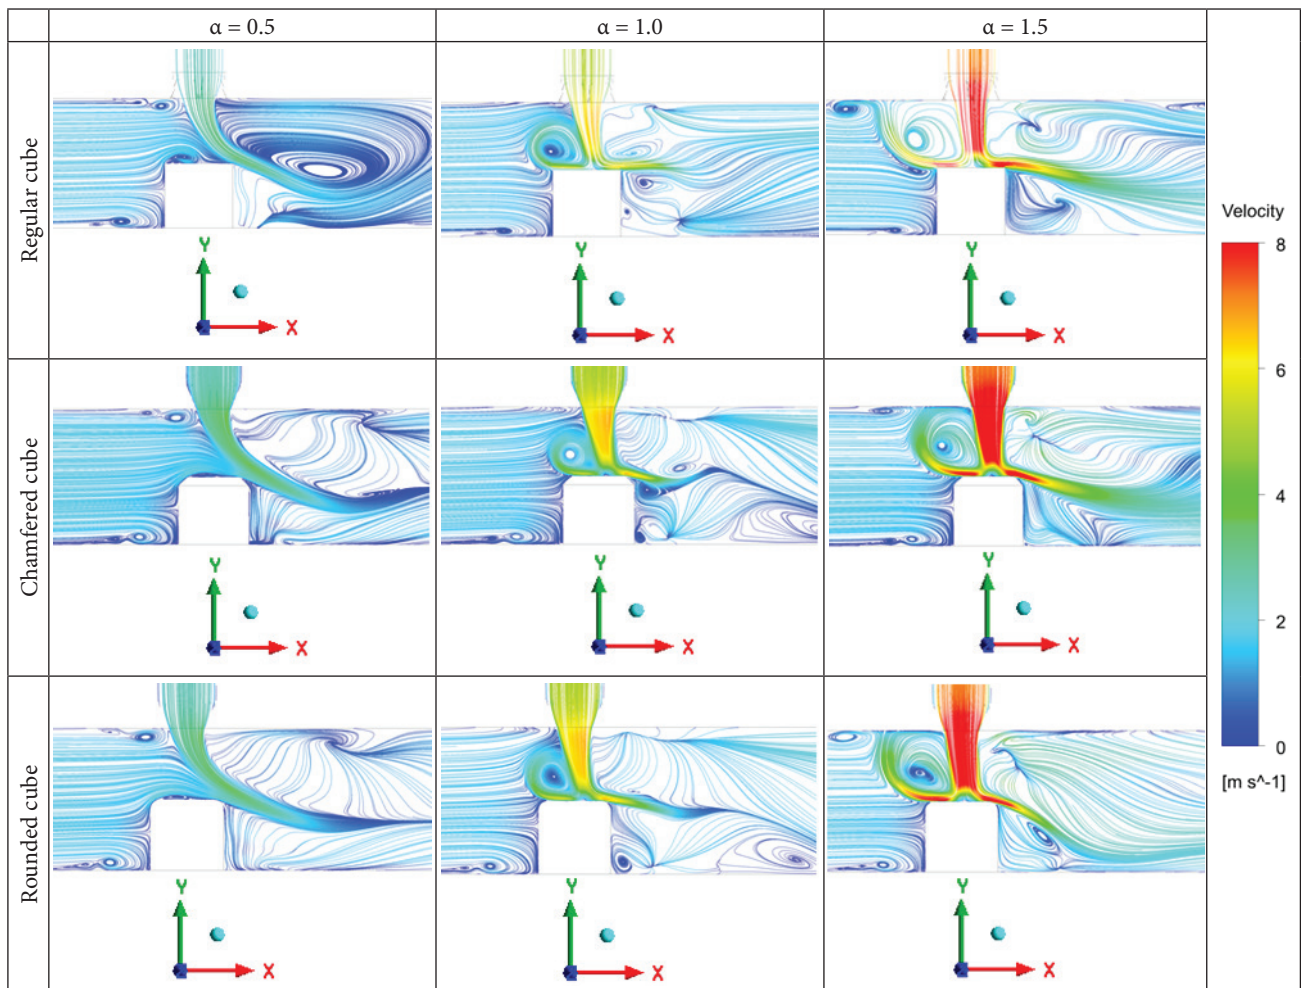 α = 0.5
α = 1.0
α = 1.5
Regular cube
Y
X
Y
X
Y
X
Chamfered cube
Y
X
Y
X
Y
X
Rounded cube
Y
X
Y
X
Y
X
Velocity
8
6
4
2
0
[m s^-1]